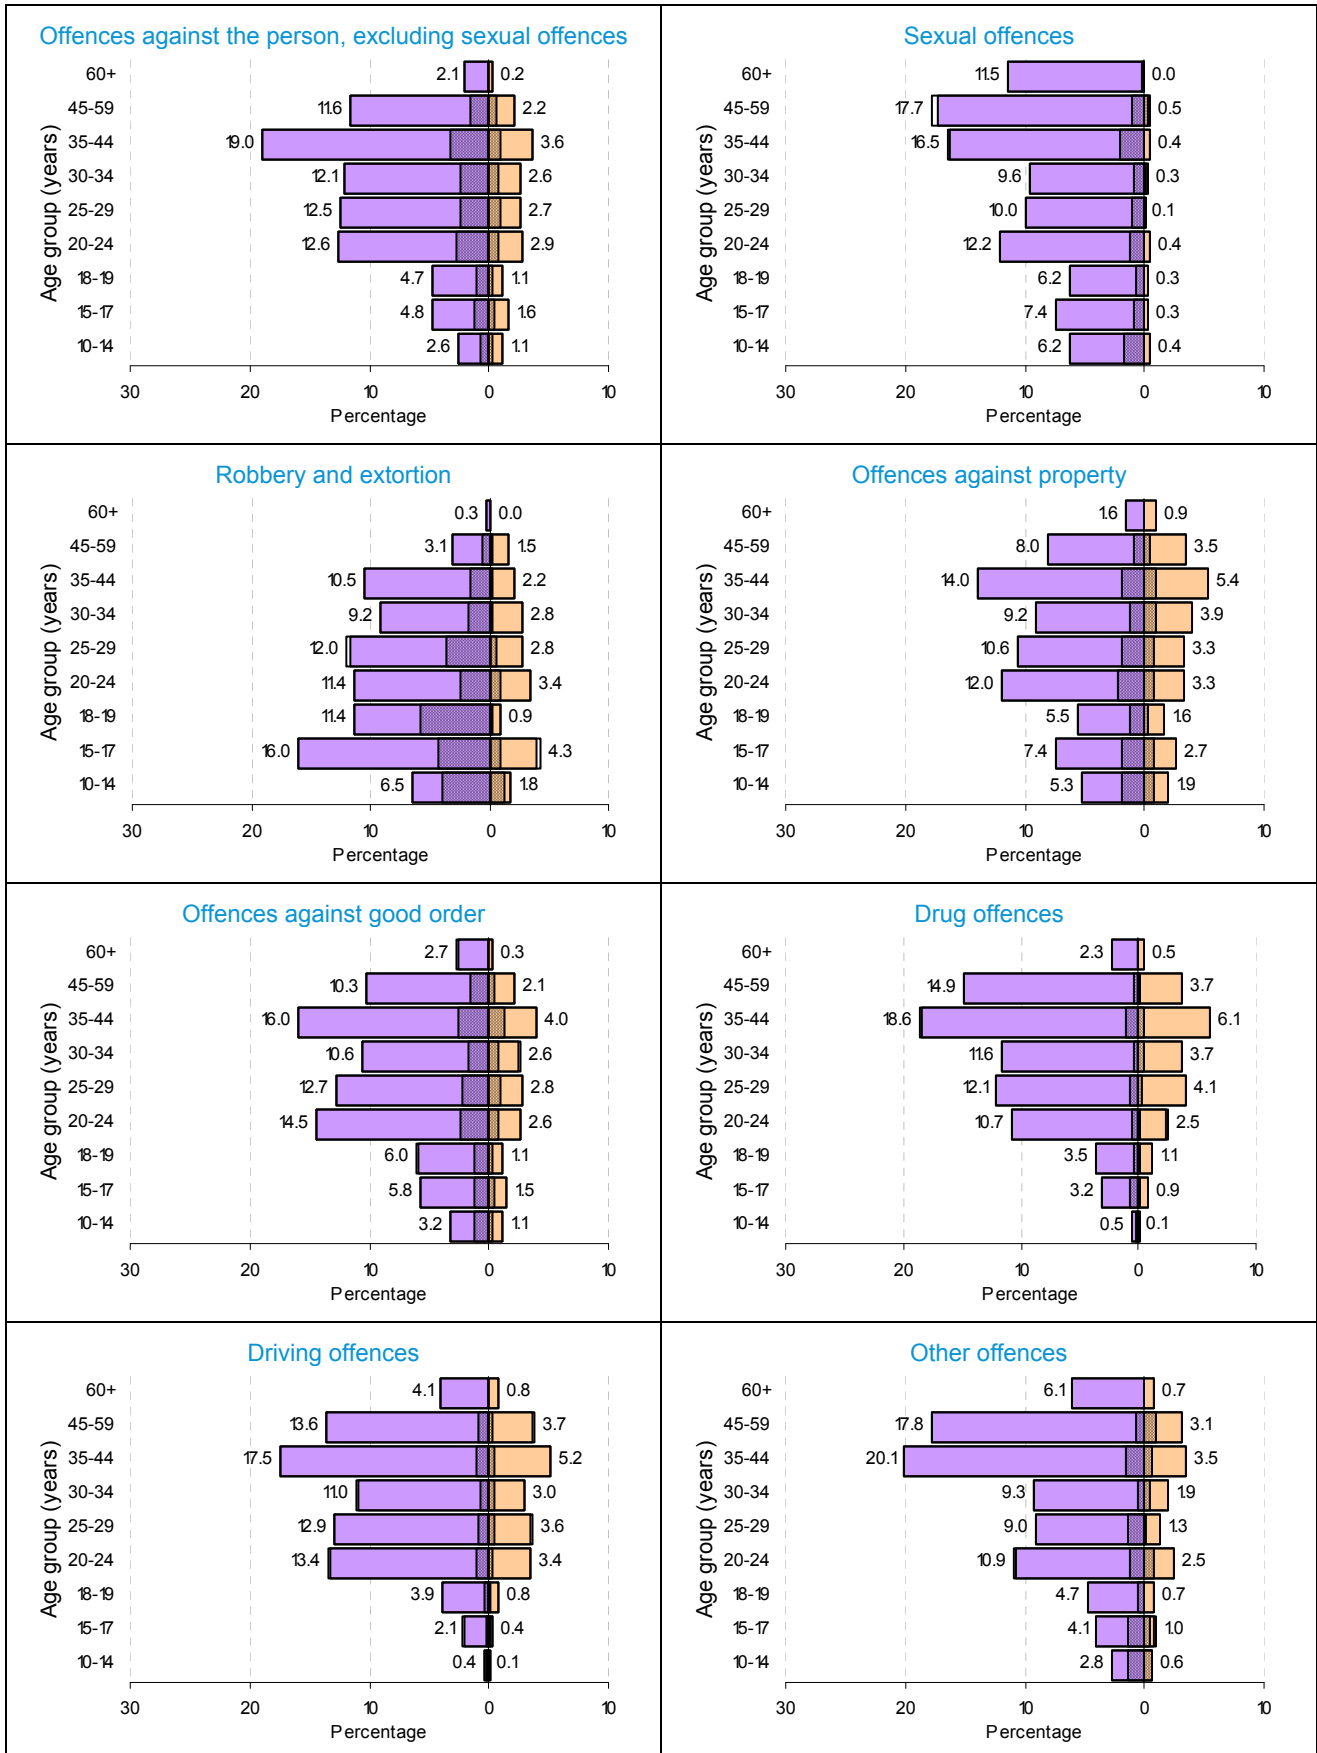 Offences against the person, excluding sexual offences
Age group (years)
60+ 2.1 0.2
45-59 11.6 2.2
35-44 19.0 3.6
30-34 12.1 2.6
25-29 12.5 2.7
20-24 12.6 2.9
18-19 4.7 1.1
15-17 4.8 1.6
10-14 2.6 1.1
30 20 10 0 10
Percentage
Sexual offences
Age group (years)
60+ 11.5 0.0
45-59 17.7 0.5
35-44 16.5 0.4
30-34 9.6 0.3
25-29 10.0 0.1
20-24 12.2 0.4
18-19 6.2 0.3
15-17 7.4 0.3
10-14 6.2 0.4
30 20 10 0 10
Percentage
Robbery and extortion
Age group (years)
60+ 0.3 0.0
45-59 3.1 1.5
35-44 10.5 2.2
30-34 9.2 2.8
25-29 12.0 2.8
20-24 11.4 3.4
18-19 11.4 0.9
15-17 16.0 4.3
10-14 6.5 1.8
30 20 10 0 10
Percentage
Offences against property
Age group (years)
60+ 1.6 0.9
45-59 8.0 3.5
35-44 14.0 5.4
30-34 9.2 3.9
25-29 10.6 3.3
20-24 12.0 3.3
18-19 5.5 1.6
15-17 7.4 2.7
10-14 5.3 1.9
30 20 10 0 10
Percentage
Offences against good order
Age group (years)
60+ 2.7 0.3
45-59 10.3 2.1
35-44 16.0 4.0
30-34 10.6 2.6
25-29 12.7 2.8
20-24 14.5 2.6
18-19 6.0 1.1
15-17 5.8 1.5
10-14 3.2 1.1
30 20 10 0 10
Percentage
Drug offences
Age group (years)
60+ 2.3 0.5
45-59 14.9 3.7
35-44 18.6 6.1
30-34 11.6 3.7
25-29 12.1 4.1
20-24 10.7 2.5
18-19 3.5 1.1
15-17 3.2 0.9
10-14 0.5 0.1
30 20 10 0 10
Percentage
Driving offences
Age group (years)
60+ 4.1 0.8
45-59 13.6 3.7
35-44 17.5 5.2
30-34 11.0 3.0
25-29 12.9 3.6
20-24 13.4 3.4
18-19 3.9 0.8
15-17 2.1 0.4
10-14 0.4 0.1
30 20 10 0 10
Percentage
Other offences
Age group (years)
60+ 6.1 0.7
45-59 17.8 3.1
35-44 20.1 3.5
30-34 9.3 1.9
25-29 9.0 1.3
20-24 10.9 2.5
18-19 4.7 0.7
15-17 4.1 1.0
10-14 2.8 0.6
30 20 10 0 10
Percentage